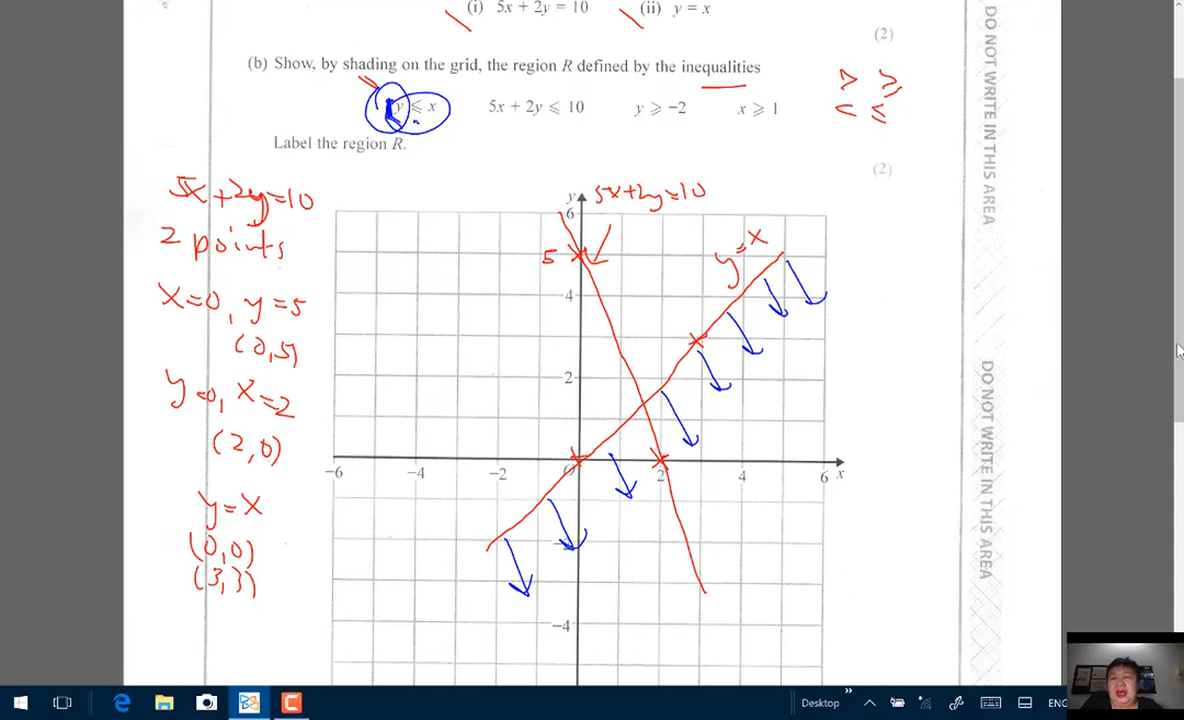 (i) 5x + 2y = 10 (ii) y = x
(2)
(b) Show, by shading on the grid, the region R defined by the inequalities
y ⩽ x 5x + 2y ⩽ 10 y ⩾ −2 x ⩾ 1
> ≥
< ≤
Label the region R.
(2)
5x+2y=10
2 points
x=0, y=5
(0,5)
y=0, x=2
(2,0)
y=x
(0,0)
(3,3)
5x+2y=10
y
6
5
4
2
y=x
−6 −4 −2 O 2 4 6 x
−4
DO NOT WRITE IN THIS AREA
DO NOT WRITE IN THIS AREA
Desktop
ENG